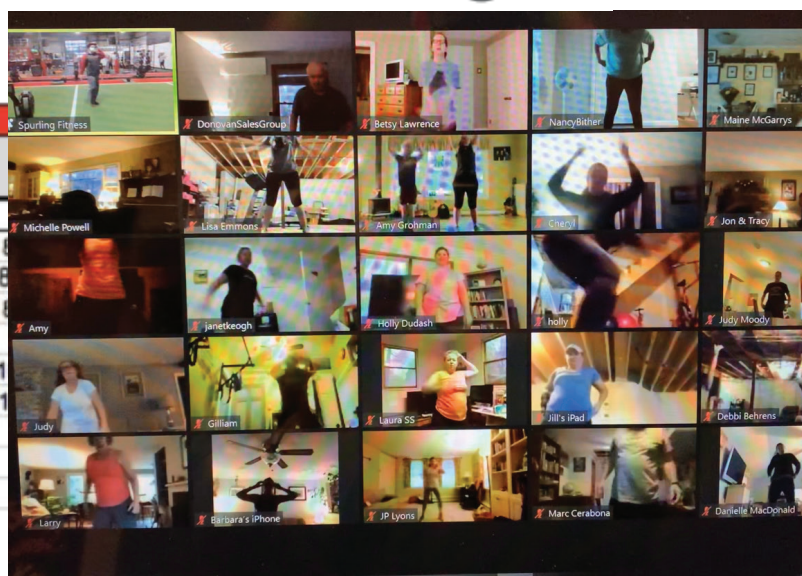 Spurling Fitness
DonovanSalesGroup
Betsy Lawrence
NancyBither
Maine McGarrys
Michelle Powell
Lisa Emmons
Amy Grohman
Cheryl
Jon & Tracy
Amy
janetkeogh
Holly Dudash
holly
Judy Moody
Judy
Gilliam
Laura SS
Jill's iPad
Debbi Behrens
Larry
Barbara's iPhone
JP Lyons
Marc Cerabona
Danielle MacDonald